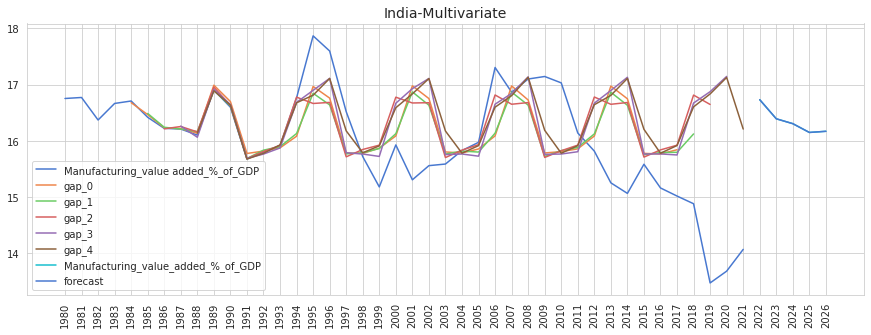 India-Multivariate
18
17
16
15
14
Manufacturing_value added_%_of_GDP
gap_0
gap_1
gap_2
gap_3
gap_4
Manufacturing_value_added_%_of_GDP
forecast
1980 1981 1982 1983 1984 1985 1986 1987 1988 1989 1990 1991 1992 1993 1994 1995 1996 1997 1998 1999 2000 2001 2002 2003 2004 2005 2006 2007 2008 2009 2010 2011 2012 2013 2014 2015 2016 2017 2018 2019 2020 2021 2022 2023 2024 2025 2026